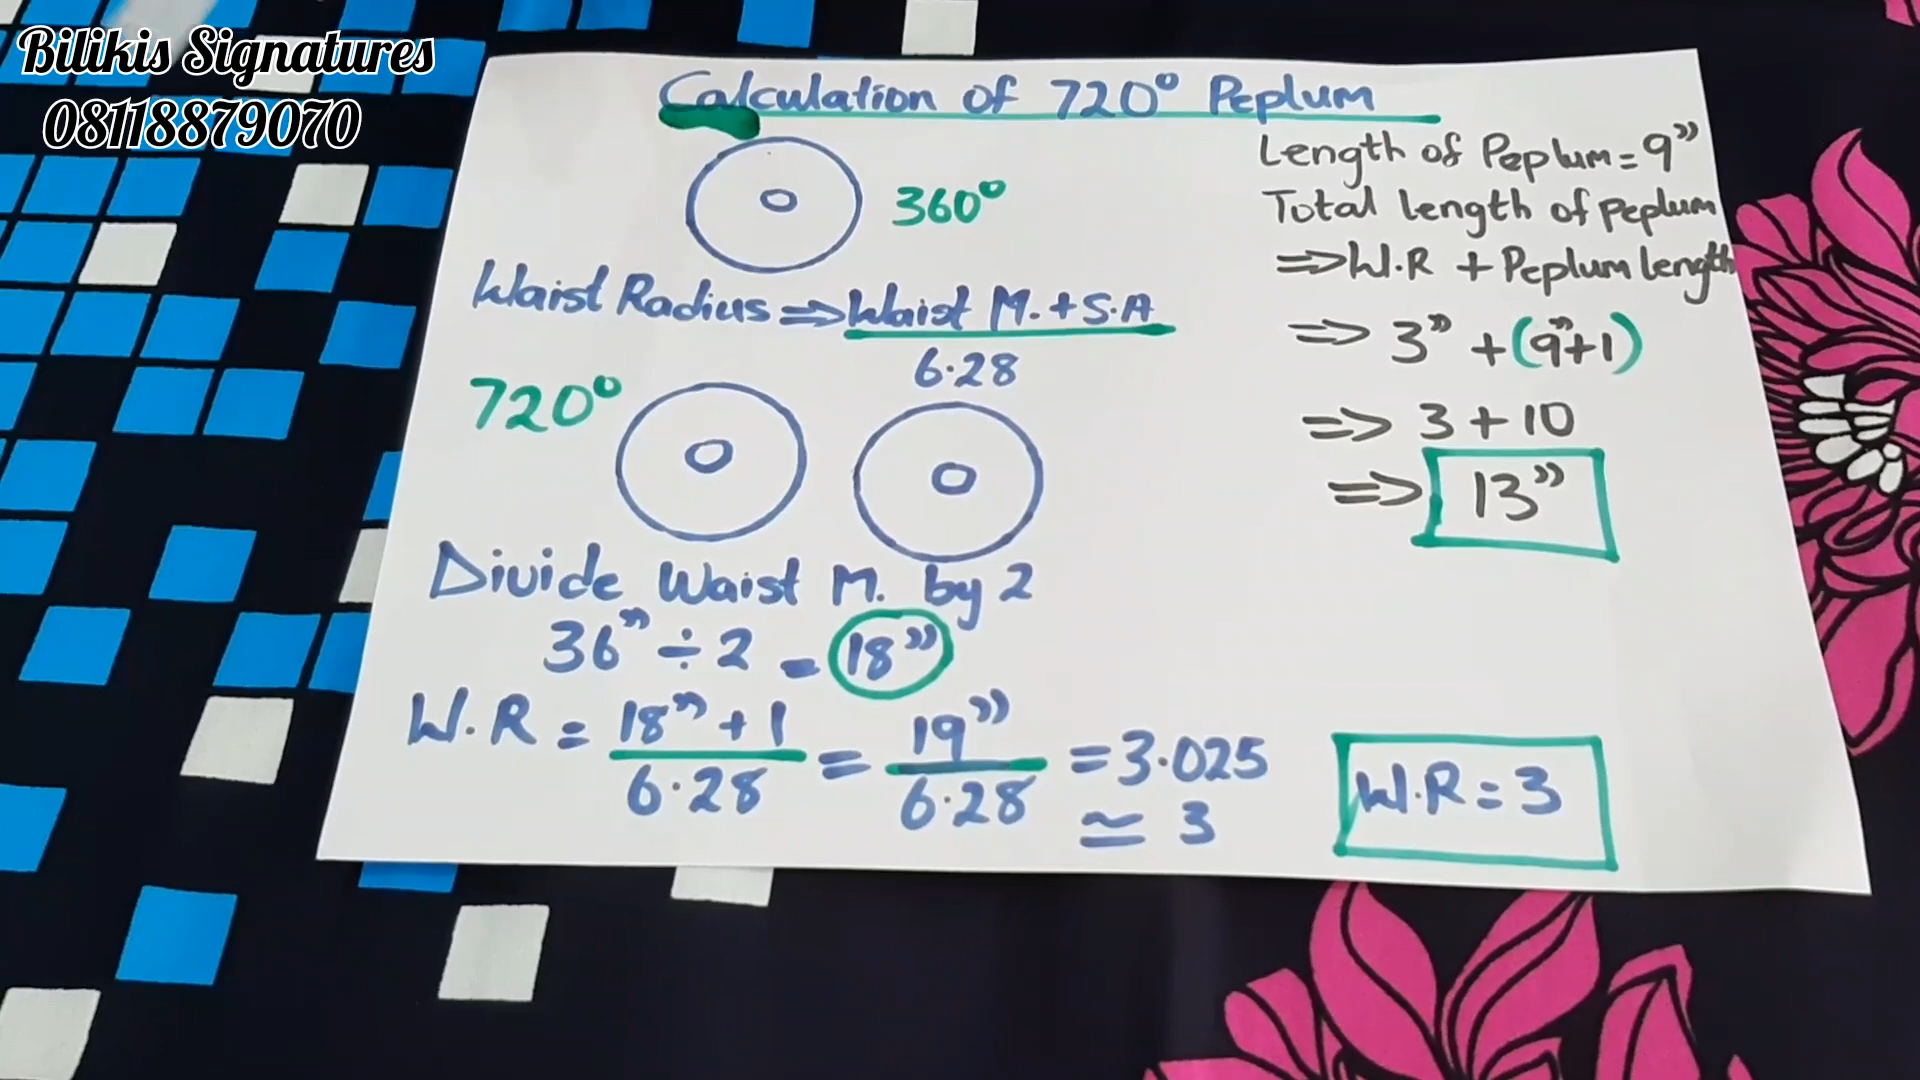 Bilikis Signatures
08118879070
Calculation of 720° Peplum
360°
Waist Radius => Waist M. + S.A
6.28
720°
Divide Waist M. by 2
36" ÷ 2 = 18"
W.R = 18" + 1 = 19" = 3.025
6.28 6.28 ≃ 3
Length of Peplum = 9"
Total length of peplum
=> W.R + Peplum length
=> 3" + (9"+1)
=> 3 + 10
=> 13"
W.R = 3